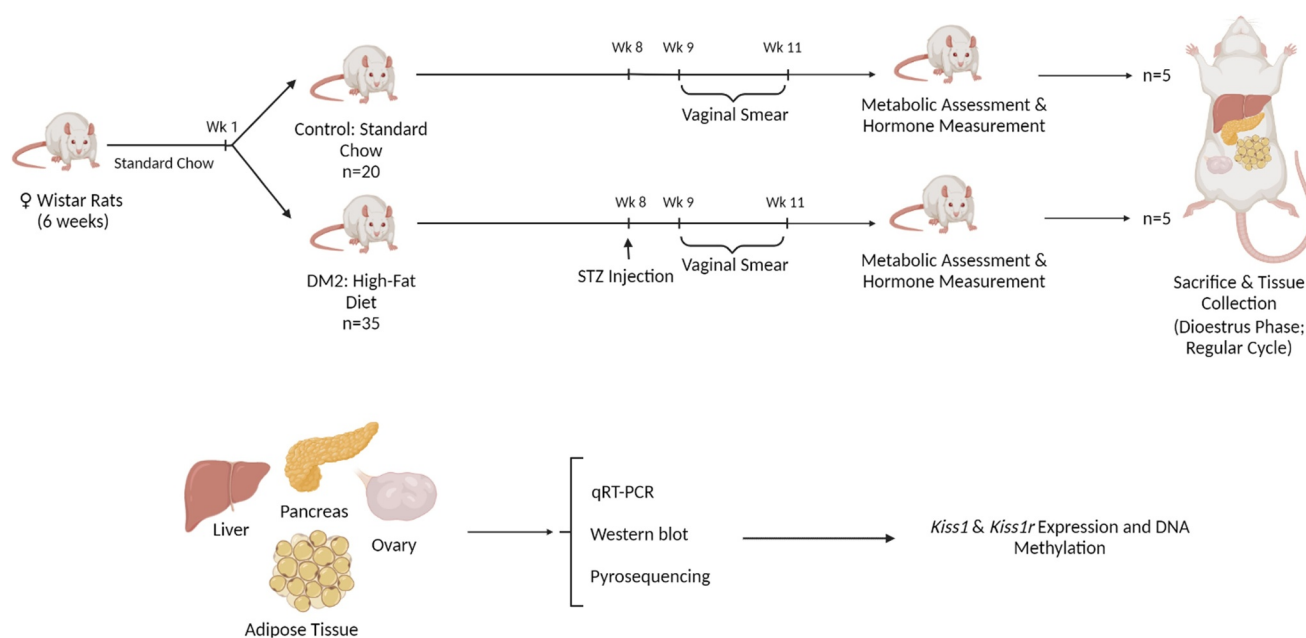 ♀ Wistar Rats
(6 weeks)
Standard Chow
Wk 1
Control: Standard
Chow
n=20
Wk 8
Wk 9
Wk 11
Vaginal Smear
Metabolic Assessment &
Hormone Measurement
n=5
DM2: High-Fat
Diet
n=35
Wk 8
Wk 9
Wk 11
STZ Injection
Vaginal Smear
Metabolic Assessment &
Hormone Measurement
n=5
Sacrifice & Tissue
Collection
(Dioestrus Phase;
Regular Cycle)
Liver
Pancreas
Ovary
Adipose Tissue
qRT-PCR
Western blot
Pyrosequencing
Kiss1 & Kiss1r Expression and DNA
Methylation